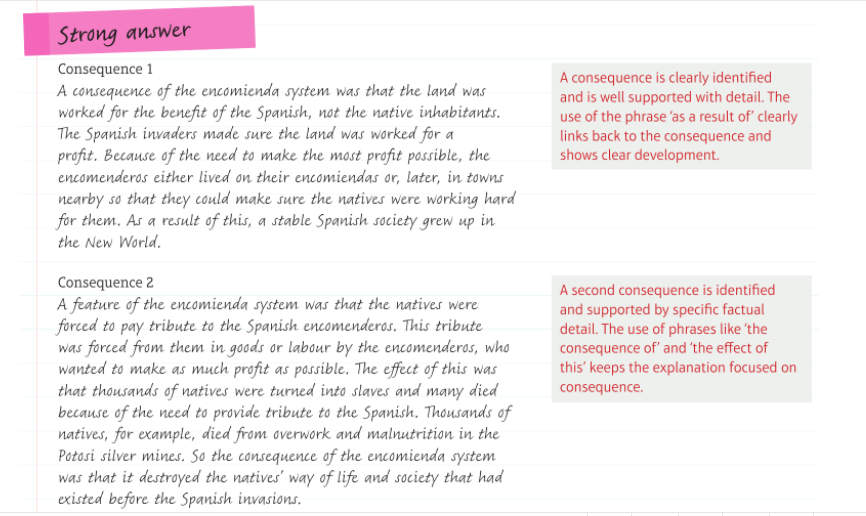 Strong answer
Consequence 1
A consequence of the encomienda system was that the land was
worked for the benefit of the Spanish, not the native inhabitants.
The Spanish invaders made sure the land was worked for a
profit. Because of the need to make the most profit possible, the
encomenderos either lived on their encomiendas or, later, in towns
nearby so that they could make sure the natives were working hard
for them. As a result of this, a stable Spanish society grew up in
the New World.
A consequence is clearly identified
and is well supported with detail. The
use of the phrase ‘as a result of’ clearly
links back to the consequence and
shows clear development.
Consequence 2
A feature of the encomienda system was that the natives were
forced to pay tribute to the Spanish encomenderos. This tribute
was forced from them in goods or labour by the encomenderos, who
wanted to make as much profit as possible. The effect of this was
that thousands of natives were turned into slaves and many died
because of the need to provide tribute to the Spanish. Thousands of
natives, for example, died from overwork and malnutrition in the
Potosí silver mines. So the consequence of the encomienda system
was that it destroyed the natives’ way of life and society that had
existed before the Spanish invasions.
A second consequence is identified
and supported by specific factual
detail. The use of phrases like ‘the
consequence of’ and ‘the effect of
this’ keeps the explanation focused on
consequence.